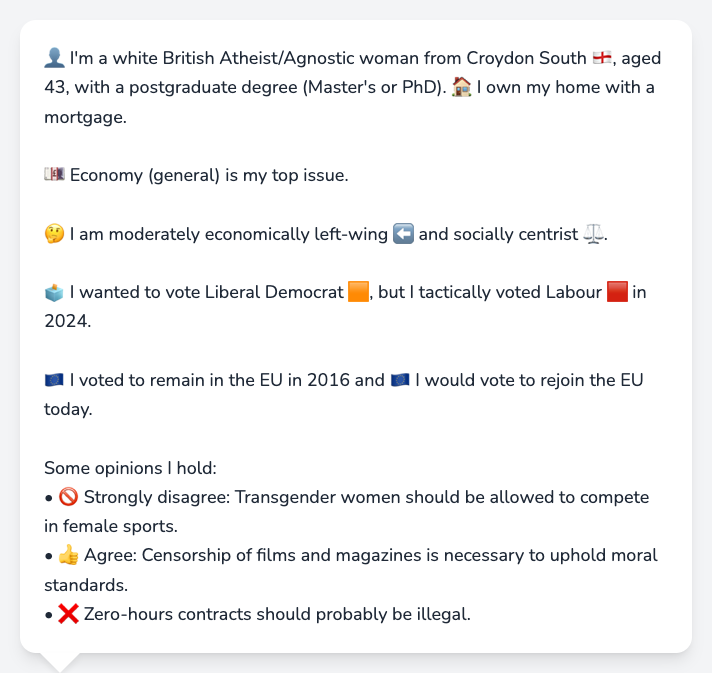 👤 I'm a white British Atheist/Agnostic woman from Croydon South 🏴󠁧󠁢󠁥󠁮󠁧󠁿, aged
43, with a postgraduate degree (Master's or PhD). 🏠 I own my home with a
mortgage.
💷 Economy (general) is my top issue.
🤔 I am moderately economically left-wing ⬅️ and socially centrist ⚖️.
🗳️ I wanted to vote Liberal Democrat 🟧, but I tactically voted Labour 🟥 in
2024.
🇪🇺 I voted to remain in the EU in 2016 and 🇪🇺 I would vote to rejoin the EU
today.
Some opinions I hold:
• 🚫 Strongly disagree: Transgender women should be allowed to compete
in female sports.
• 👍 Agree: Censorship of films and magazines is necessary to uphold moral
standards.
• ❌ Zero-hours contracts should probably be illegal.